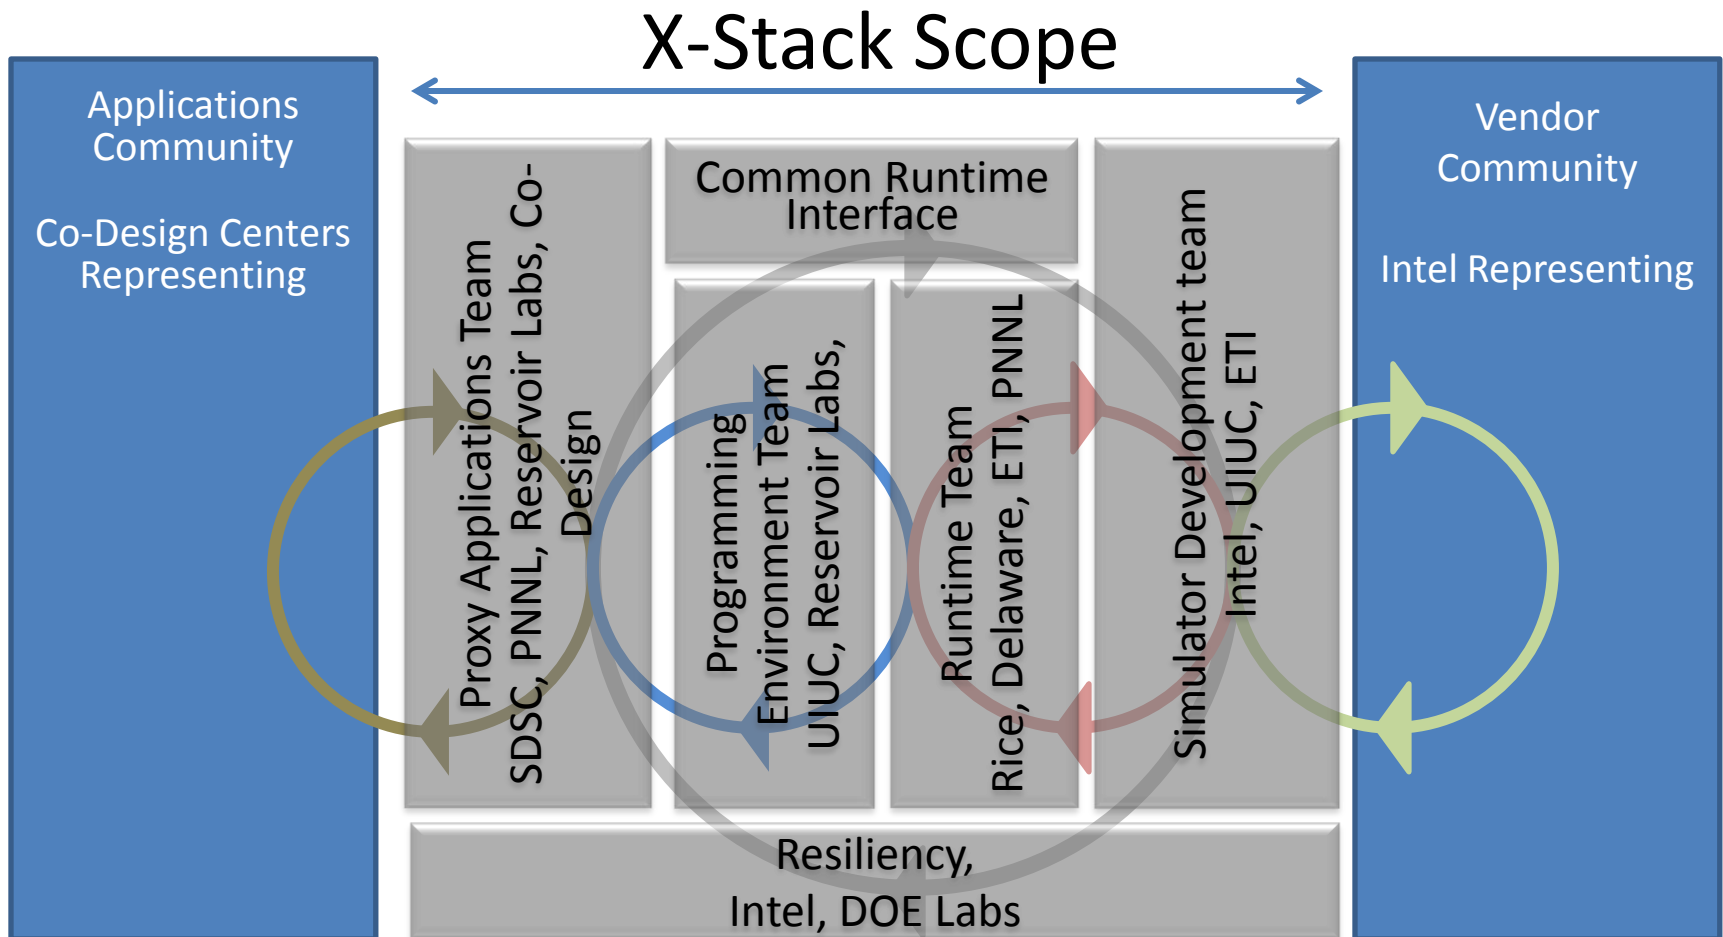 X-Stack Scope
Applications
Community
Co-Design Centers
Representing
Proxy Applications Team
SDSC, PNNL, Reservoir Labs, Co-
Design
Common Runtime
Interface
Programming
Environment Team
UIUC, Reservoir Labs,
Runtime Team
Rice, Delaware, ETI, PNNL
Simulator Development team
Intel, UIUC, ETI
Vendor
Community
Intel Representing
Resiliency,
Intel, DOE Labs